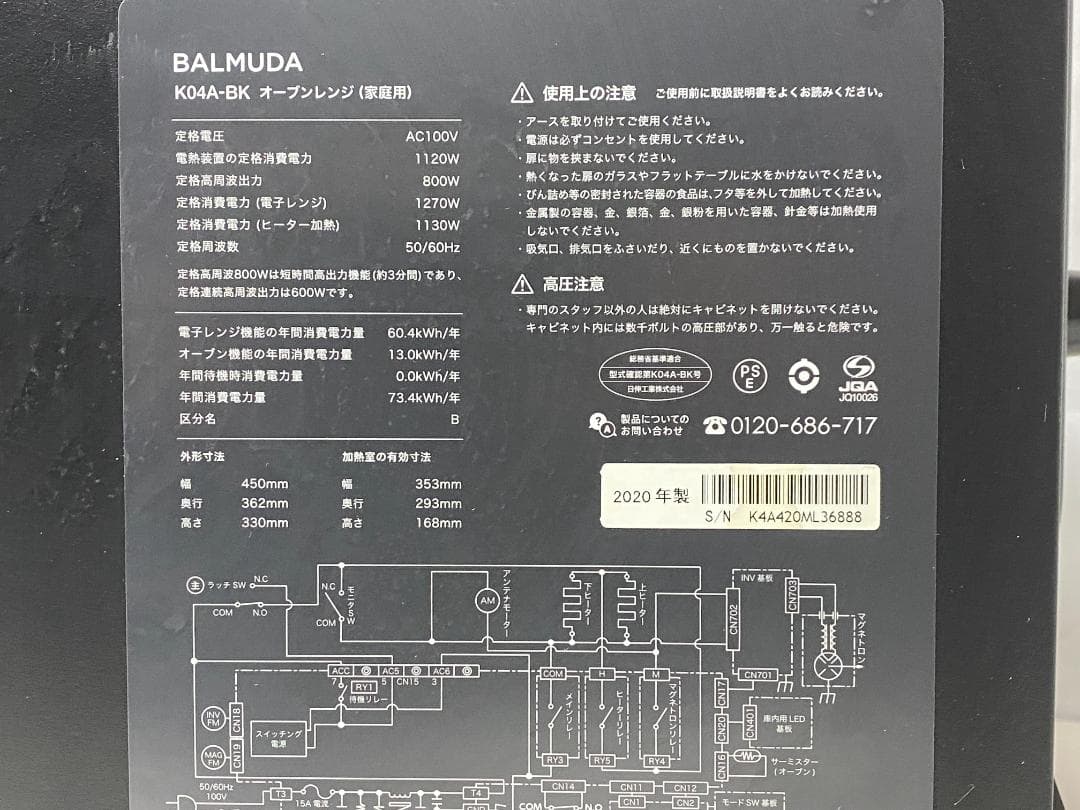 BALMUDA
K04A-BK オーブンレンジ（家庭用）
定格電圧 AC100V
電熱装置の定格消費電力 1120W
定格高周波出力 800W
定格消費電力 (電子レンジ) 1270W
定格消費電力 (ヒーター加熱) 1130W
定格周波数 50/60Hz
定格高周波800Wは短時間高出力機能(約3分間)であり、
定格連続高周波出力は600Wです。
電子レンジ機能の年間消費電力量 60.4kWh/年
オーブン機能の年間消費電力量 13.0kWh/年
年間待機時消費電力量 0.0kWh/年
年間消費電力量 73.4kWh/年
区分名 B
外形寸法 加熱室の有効寸法
幅 450mm 幅 353mm
奥行 362mm 奥行 293mm
高さ 330mm 高さ 168mm
使用上の注意 ご使用前に取扱説明書をよくお読みください。
・アースを取り付けてご使用ください。
・電源は必ずコンセントを使用してください。
・扉に物を挟まないでください。
・熱くなった扉のガラスやフラットテーブルに水をかけないでください。
・びん詰め等の密封された容器の食品は、フタ等を外して加熱してください。
・金属製の容器、金、銀箔、金、銀粉を用いた容器、針金等は加熱使用
しないでください。
・吸気口、排気口をふさいだり、近くにものを置かないでください。
高圧注意
・専門のスタッフ以外の人は絶対にキャビネットを開けないでください。
キャビネット内には数千ボルトの高圧部があり、万一触ると危険です。
総務省基準適合
型式確認第K04A-BK号
日伸工業株式会社
PS
E
JQA
JQ10026
Q
A
製品についての
お問い合わせ
0120-686-717
2020 年製
S/N K4A420ML36888
主 ラッチSW N.C
COM N.O
N.C
モニタSW
COM
AM
アンテナモーター
下ヒーター
上ヒーター
INV 基板
CN702
CN703
CN701
マグネトロン
ACC AC5 AC6
7 5 CN15 3
RY1
待機リレー
COM H M
メインリレー
ヒーターリレー
マグネトロンリレー
RY3 RY5 RY4
INV
FM
CN18
MAG
FM
CN19
スイッチング
電源
CN17
CN20
CN401
庫内用LED
基板
CN16
サーミスター
(オーブン)
50/60Hz
100V
T3
15A 電流
T4
CN14 CN11 CN12
COM N.O
CN1 CN2
モードSW基板